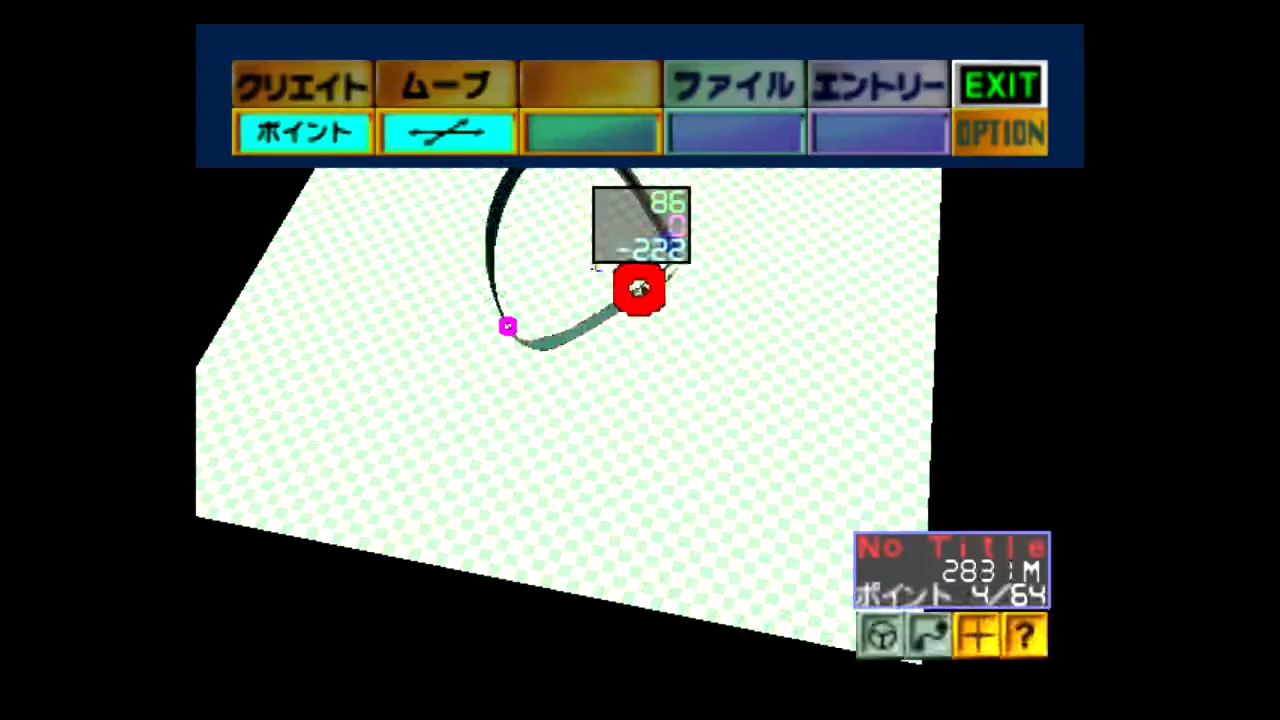 クリエイト ムーブ ファイル エントリー EXIT
ポイント OPTION
86
0
-222
No Title
2831M
ポイント 4/64
?